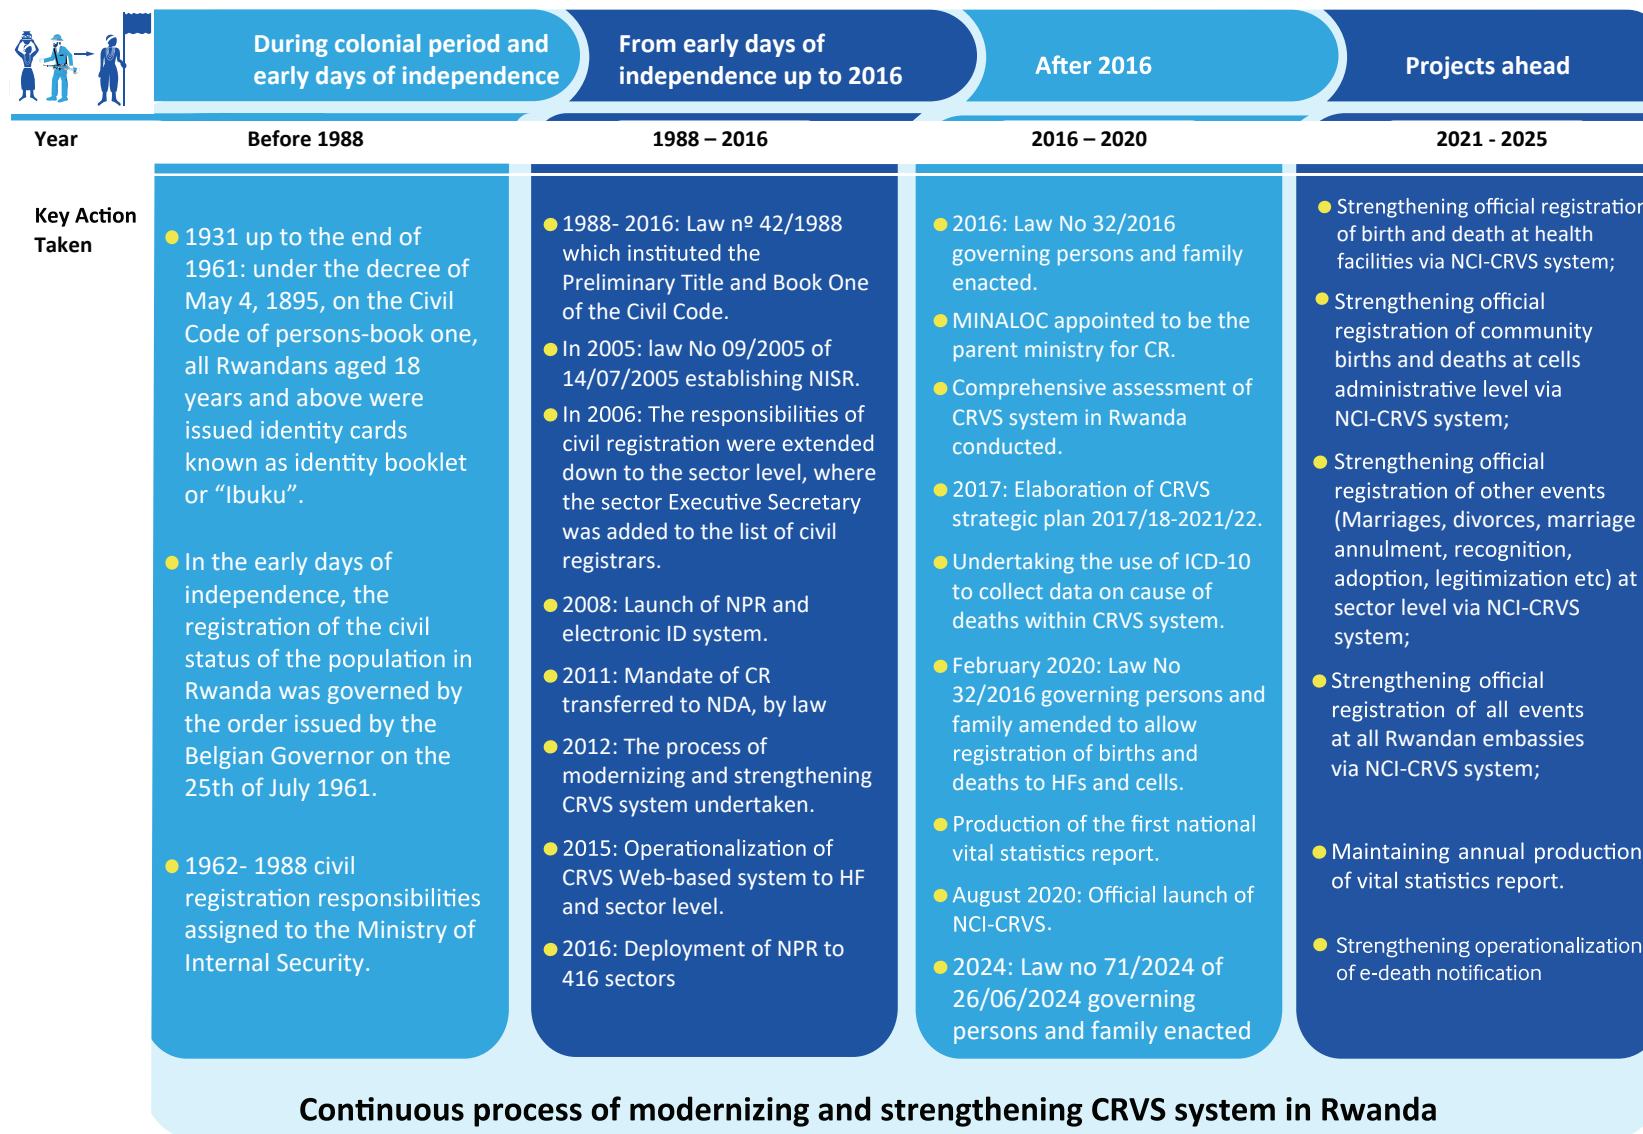 During colonial period and
early days of independence
From early days of
independence up to 2016
After 2016
Projects ahead
Year
Before 1988
1988 – 2016
2016 – 2020
2021 - 2025
Key Action
Taken
1931 up to the end of
1961: under the decree of
May 4, 1895, on the Civil
Code of persons-book one,
all Rwandans aged 18
years and above were
issued identity cards
known as identity booklet
or “Ibuku”.
In the early days of
independence, the
registration of the civil
status of the population in
Rwanda was governed by
the order issued by the
Belgian Governor on the
25th of July 1961.
1962- 1988 civil
registration responsibilities
assigned to the Ministry of
Internal Security.
1988- 2016: Law nº 42/1988
which instituted the
Preliminary Title and Book One
of the Civil Code.
In 2005: law No 09/2005 of
14/07/2005 establishing NISR.
In 2006: The responsibilities of
civil registration were extended
down to the sector level, where
the sector Executive Secretary
was added to the list of civil
registrars.
2008: Launch of NPR and
electronic ID system.
2011: Mandate of CR
transferred to NDA, by law
2012: The process of
modernizing and strengthening
CRVS system undertaken.
2015: Operationalization of
CRVS Web-based system to HF
and sector level.
2016: Deployment of NPR to
416 sectors
2016: Law No 32/2016
governing persons and family
enacted.
MINALOC appointed to be the
parent ministry for CR.
Comprehensive assessment of
CRVS system in Rwanda
conducted.
2017: Elaboration of CRVS
strategic plan 2017/18-2021/22.
Undertaking the use of ICD-10
to collect data on cause of
deaths within CRVS system.
February 2020: Law No
32/2016 governing persons and
family amended to allow
registration of births and
deaths to HFs and cells.
Production of the first national
vital statistics report.
August 2020: Official launch of
NCI-CRVS.
2024: Law no 71/2024 of
26/06/2024 governing
persons and family enacted
Strengthening official registration
of birth and death at health
facilities via NCI-CRVS system;
Strengthening official
registration of community
births and deaths at cells
administrative level via
NCI-CRVS system;
Strengthening official
registration of other events
(Marriages, divorces, marriage
annulment, recognition,
adoption, legitimization etc) at
sector level via NCI-CRVS
system;
Strengthening official
registration of all events
at all Rwandan embassies
via NCI-CRVS system;
Maintaining annual production
of vital statistics report.
Strengthening operationalization
of e-death notification
Continuous process of modernizing and strengthening CRVS system in Rwanda